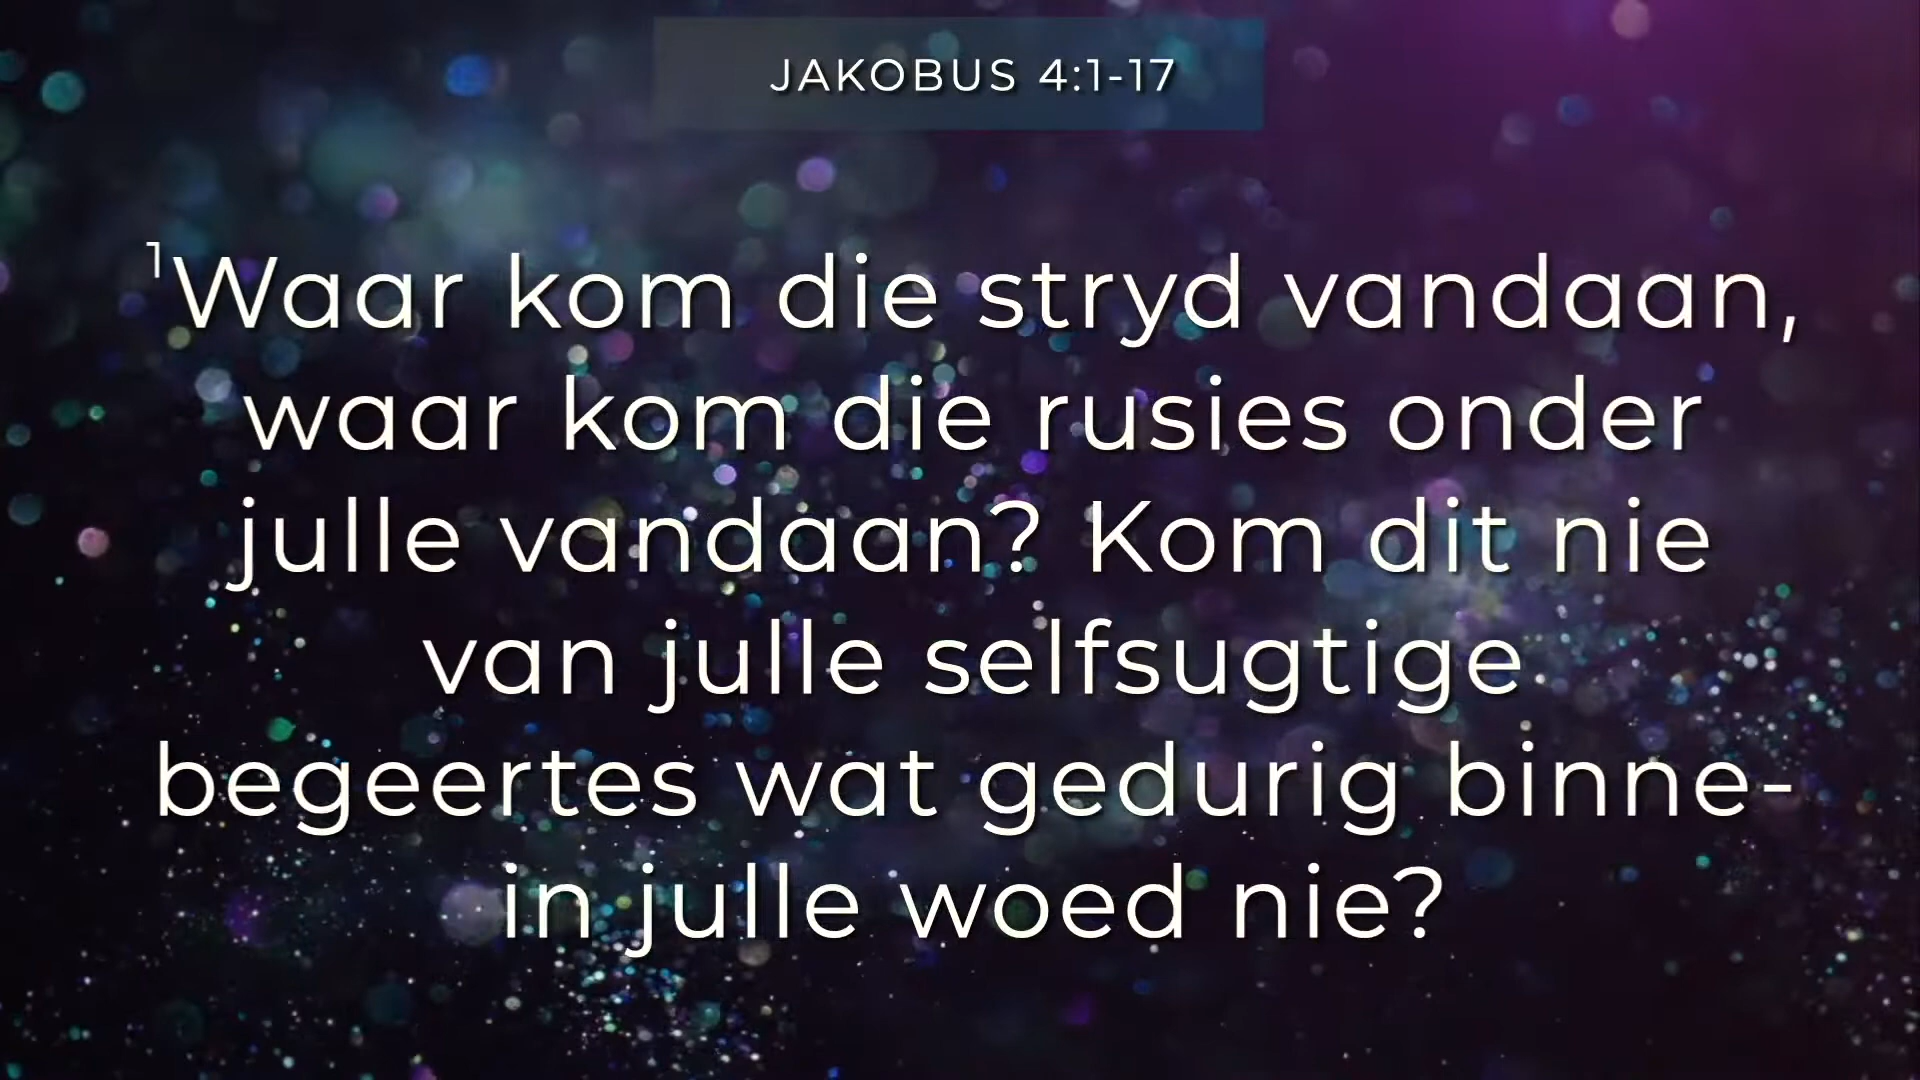 JAKOBUS 4:1-17
¹Waar kom die stryd vandaan,
waar kom die rusies onder
julle vandaan? Kom dit nie
van julle selfsugtige
begeertes wat gedurig binne-
in julle woed nie?